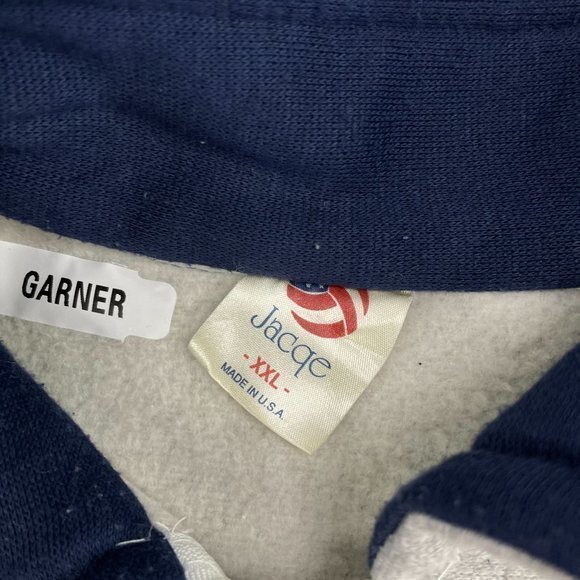 GARNER
Jacqe
- XXL -
MADE IN U.S.A.